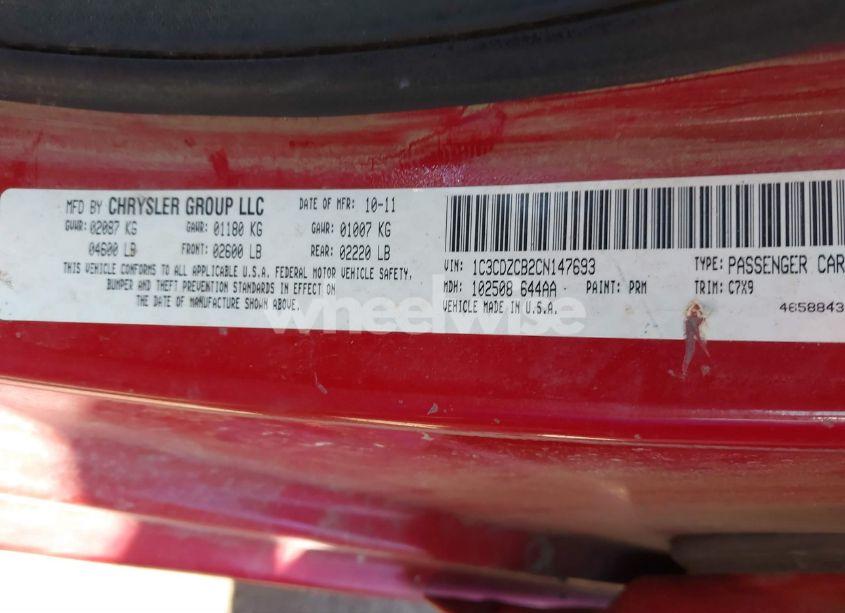 MFD BY CHRYSLER GROUP LLC DATE OF MFR: 10-11
GVWR: 02087 KG GAWR: 01180 KG GAWR: 01007 KG
04600 LB FRONT: 02600 LB REAR: 02220 LB
THIS VEHICLE CONFORMS TO ALL APPLICABLE U.S.A. FEDERAL MOTOR VEHICLE SAFETY,
BUMPER AND THEFT PREVENTION STANDARDS IN EFFECT ON
THE DATE OF MANUFACTURE SHOWN ABOVE.
VIN: 1C3CDZCB2CN147693 TYPE: PASSENGER CAR
MDH: 102508 644AA PAINT: PRM TRIM: C7X9
VEHICLE MADE IN U.S.A. 4658843
wheelwise